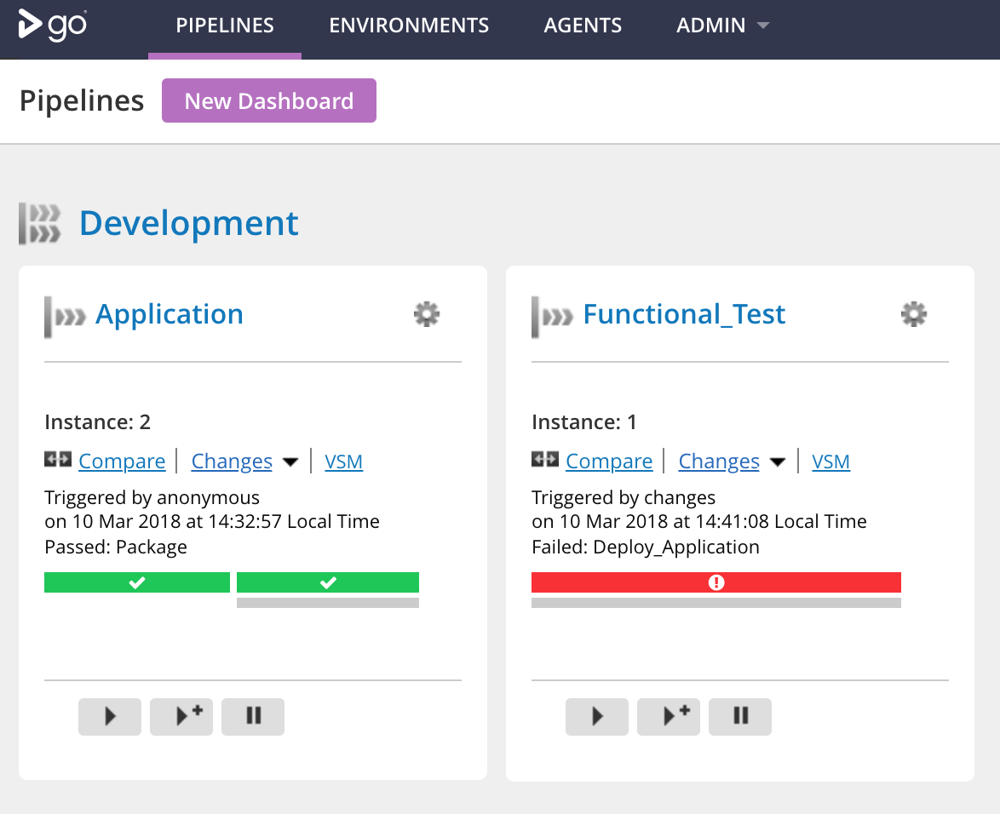 go PIPELINES ENVIRONMENTS AGENTS ADMIN
Pipelines New Dashboard
Development
Application
Instance: 2
Compare Changes VSM
Triggered by anonymous
on 10 Mar 2018 at 14:32:57 Local Time
Passed: Package
Functional_Test
Instance: 1
Compare Changes VSM
Triggered by changes
on 10 Mar 2018 at 14:41:08 Local Time
Failed: Deploy_Application